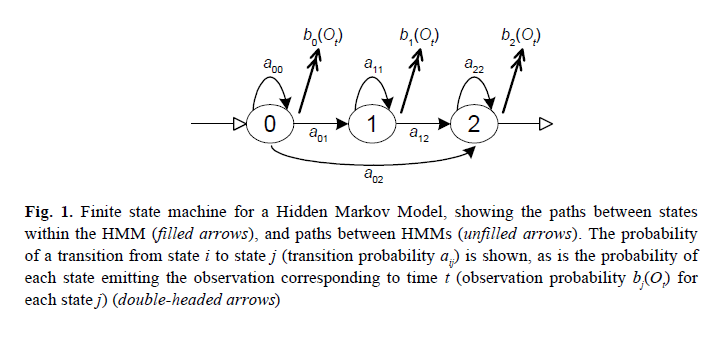 b0(Ot) b1(Ot) b2(Ot)
a00 a11 a22
0 1 2
a01 a12
a02
Fig. 1. Finite state machine for a Hidden Markov Model, showing the paths between states
within the HMM (filled arrows), and paths between HMMs (unfilled arrows). The probability
of a transition from state i to state j (transition probability aij) is shown, as is the probability of
each state emitting the observation corresponding to time t (observation probability bj(Ot) for
each state j) (double-headed arrows)